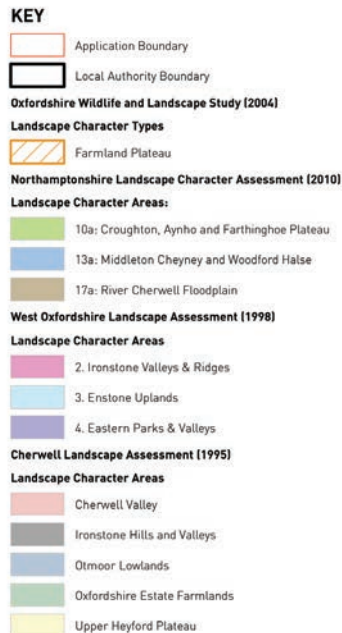 KEY
Application Boundary
Local Authority Boundary
Oxfordshire Wildlife and Landscape Study (2004)
Landscape Character Types
Farmland Plateau
Northamptonshire Landscape Character Assessment (2010)
Landscape Character Areas:
10a: Croughton, Aynho and Farthinghoe Plateau
13a: Middleton Cheyney and Woodford Halse
17a: River Cherwell Floodplain
West Oxfordshire Landscape Assessment (1998)
Landscape Character Areas
2. Ironstone Valleys & Ridges
3. Enstone Uplands
4. Eastern Parks & Valleys
Cherwell Landscape Assessment (1995)
Landscape Character Areas
Cherwell Valley
Ironstone Hills and Valleys
Otmoor Lowlands
Oxfordshire Estate Farmlands
Upper Heyford Plateau